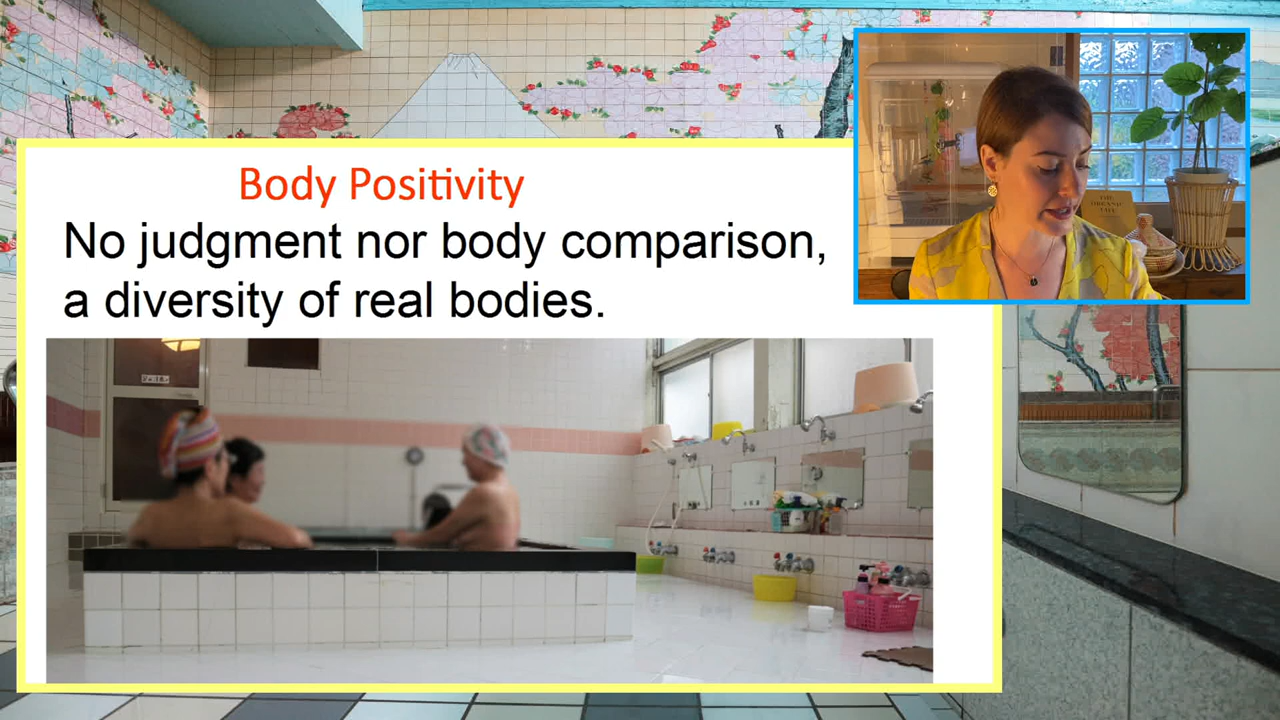 Body Positivity
No judgment nor body comparison,
a diversity of real bodies.